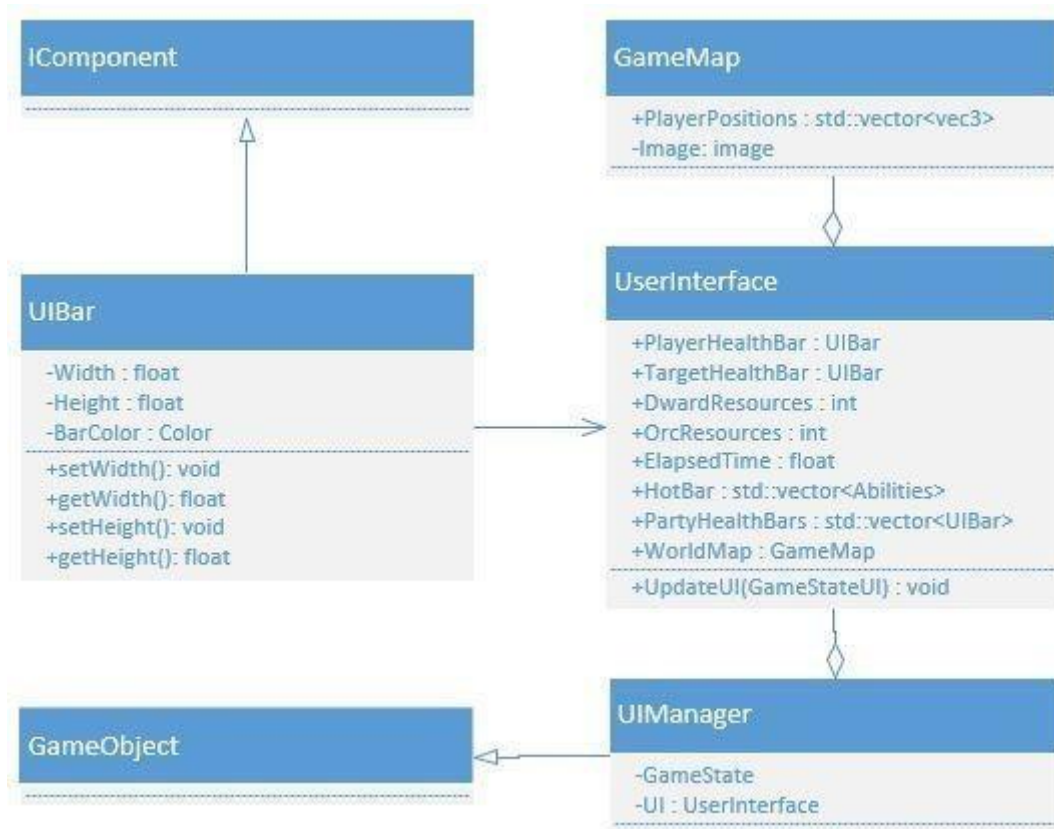 IComponent
GameMap
+PlayerPositions : std::vector<vec3>
-Image: image
UIBar
-Width : float
-Height : float
-BarColor : Color
+setWidth(): void
+getWidth(): float
+setHeight(): void
+getHeight(): float
UserInterface
+PlayerHealthBar : UIBar
+TargetHealthBar : UIBar
+DwardResources : int
+OrcResources : int
+ElapsedTime : float
+HotBar : std::vector<Abilities>
+PartyHealthBars : std::vector<UIBar>
+WorldMap : GameMap
+UpdateUI(GameStateUI) : void
GameObject
UIManager
-GameState
-UI : UserInterface